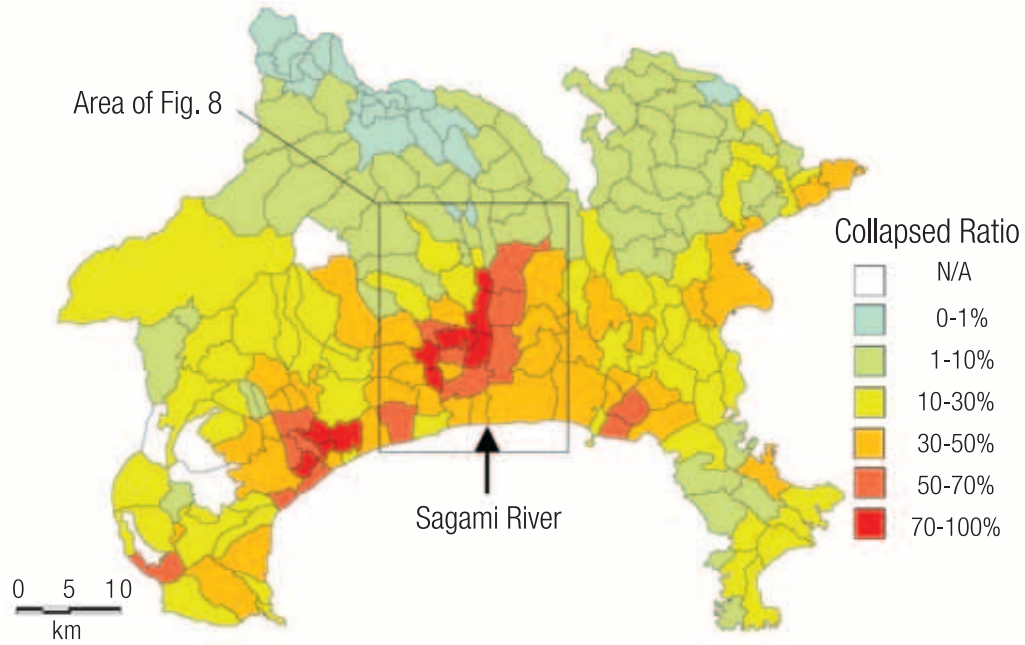 Area of Fig. 8
Collapsed Ratio
N/A
0-1%
1-10%
10-30%
30-50%
50-70%
70-100%
Sagami River
0 5 10
km